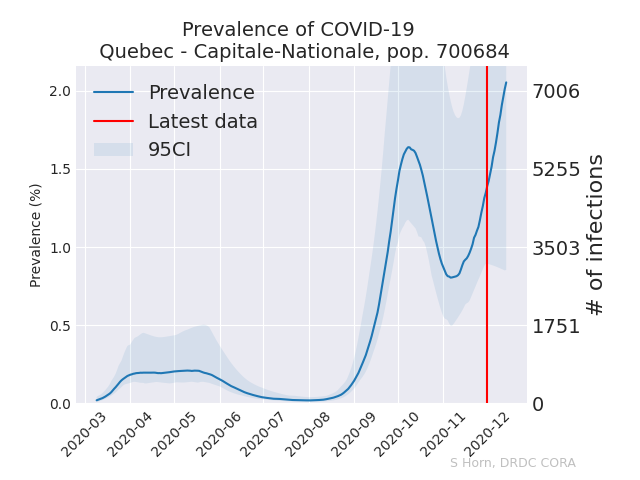 Prevalence of COVID-19
Quebec - Capitale-Nationale, pop. 700684
Prevalence
Latest data
95CI
Prevalence (%)
2.0
1.5
1.0
0.5
0.0
7006
5255
3503
1751
0
# of infections
2020-03
2020-04
2020-05
2020-06
2020-07
2020-08
2020-09
2020-10
2020-11
2020-12
S Horn, DRDC CORA